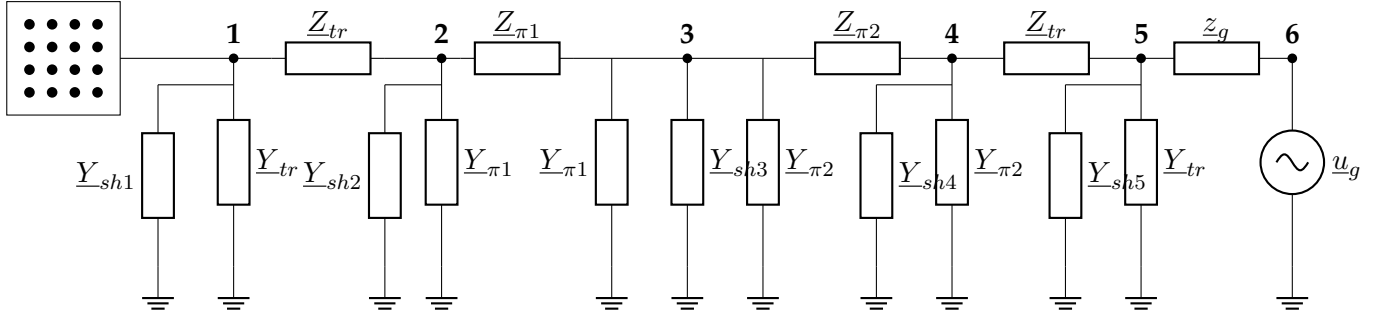 1 Z_tr 2 Z_π1 3 Z_π2 4 Z_tr 5 z_g 6
Y_sh1 Y_tr Y_sh2 Y_π1 Y_π1 Y_sh3 Y_π2 Y_sh4 Y_π2 Y_sh5 Y_tr u_g